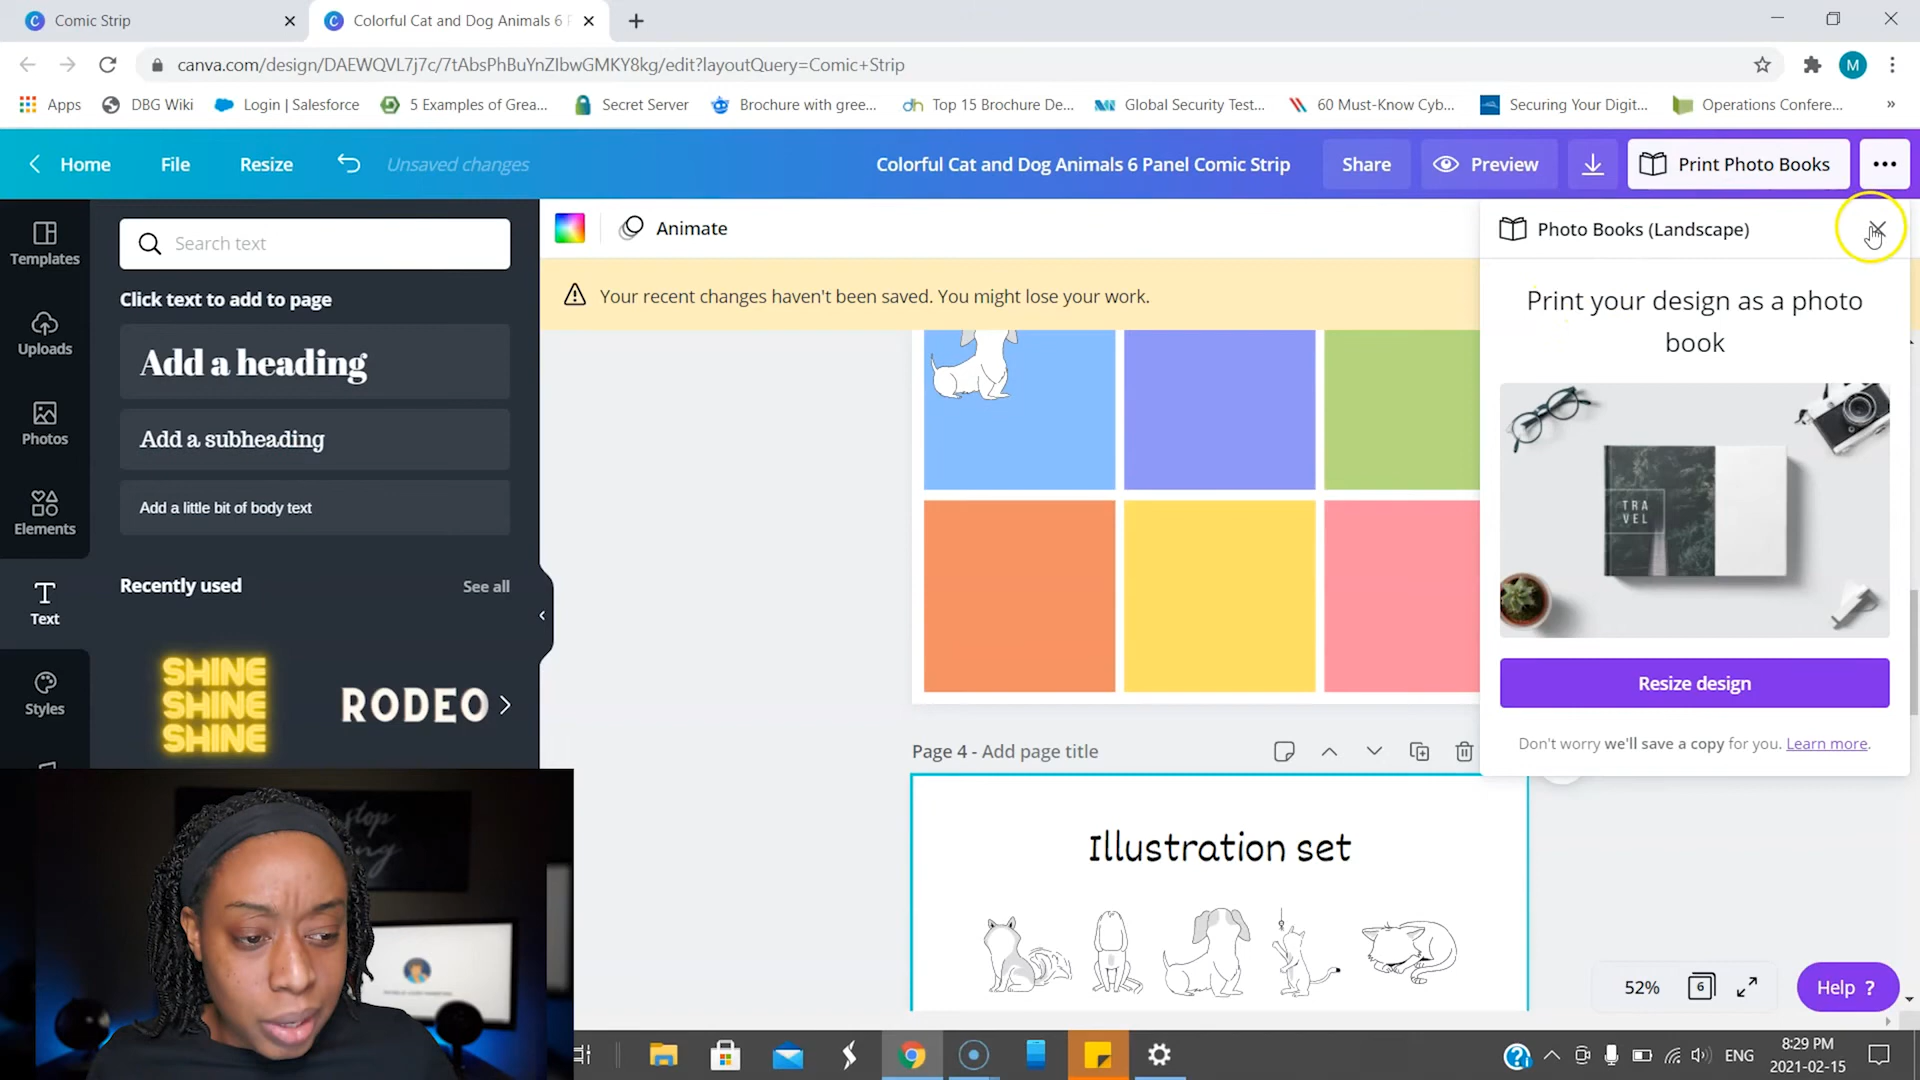 Comic Strip
Colorful Cat and Dog Animals 6
canva.com/design/DAEWQVL7j7c/7tAbsPhBuYnZIbwGMKY8kg/edit?layoutQuery=Comic+Strip
M
Apps
DBG Wiki
Login | Salesforce
5 Examples of Grea...
Secret Server
Brochure with gree...
Top 15 Brochure De...
Global Security Test...
60 Must-Know Cyb...
Securing Your Digit...
Operations Confere...
Home
File
Resize
Unsaved changes
Colorful Cat and Dog Animals 6 Panel Comic Strip
Share
Preview
Print Photo Books
Templates
Uploads
Photos
Elements
Text
Styles
Search text
Click text to add to page
Add a heading
Add a subheading
Add a little bit of body text
Recently used
See all
SHINE
SHINE
SHINE
RODEO
Animate
Your recent changes haven't been saved. You might lose your work.
Page 4 - Add page title
Illustration set
Photo Books (Landscape)
Print your design as a photo
book
TRA
VEL
Resize design
Don't worry we'll save a copy for you. Learn more.
52%
6
Help ?
ENG
8:29 PM
2021-02-15